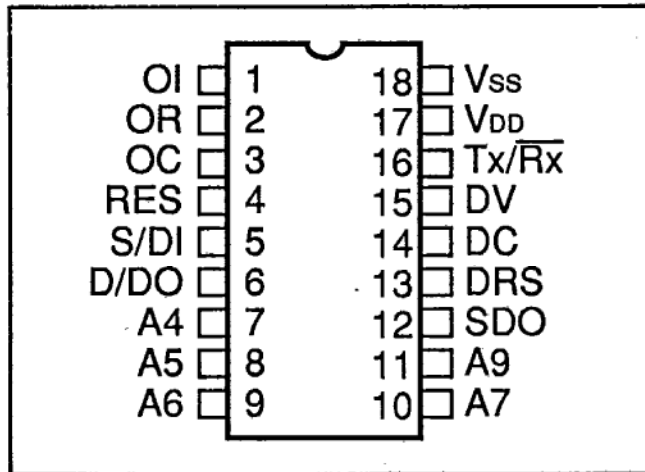 OI 1 18 Vss
OR 2 17 VDD
OC 3 16 Tx/R̅x̅
RES 4 15 DV
S/DI 5 14 DC
D/DO 6 13 DRS
A4 7 12 SDO
A5 8 11 A9
A6 9 10 A7